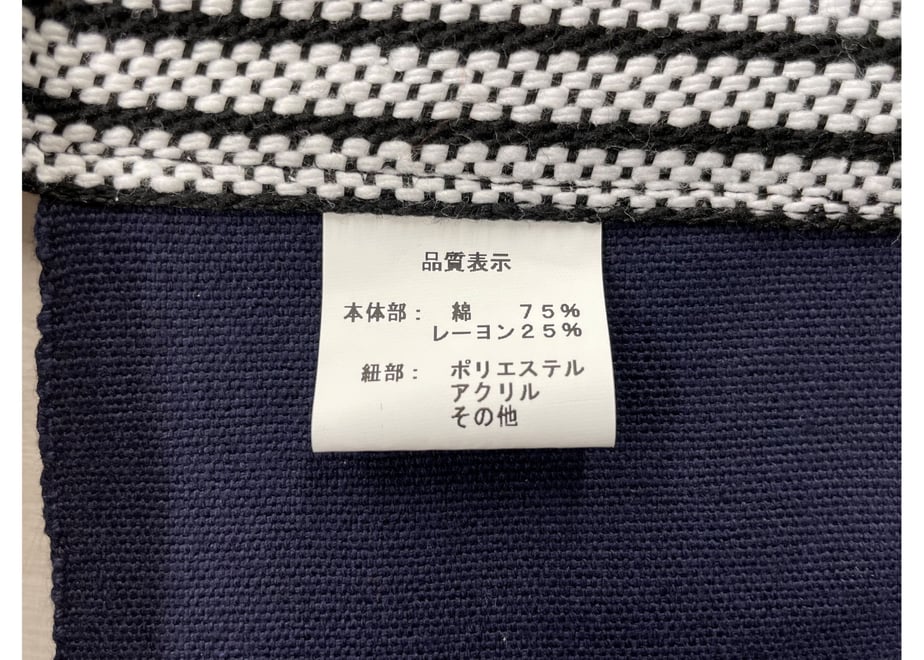 品質表示
本体部： 綿 ７５％
レーヨン２５％
紐部： ポリエステル
アクリル
その他